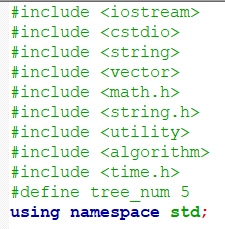 #include <iostream>
#include <cstdio>
#include <string>
#include <vector>
#include <math.h>
#include <string.h>
#include <utility>
#include <algorithm>
#include <time.h>
#define tree_num 5
using namespace std;